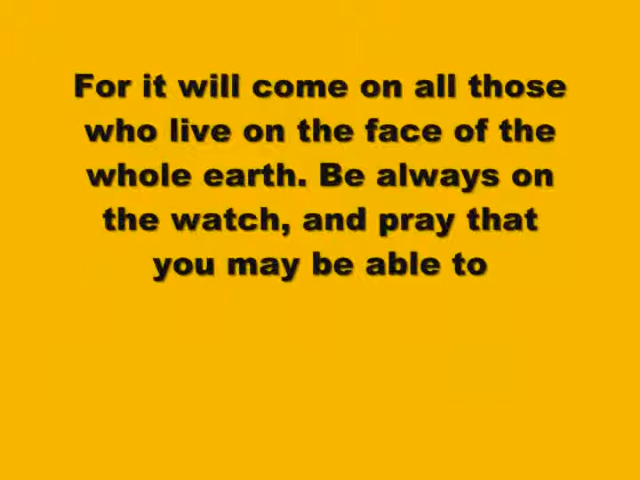 For it will come on all those
who live on the face of the
whole earth. Be always on
the watch, and pray that
you may be able to